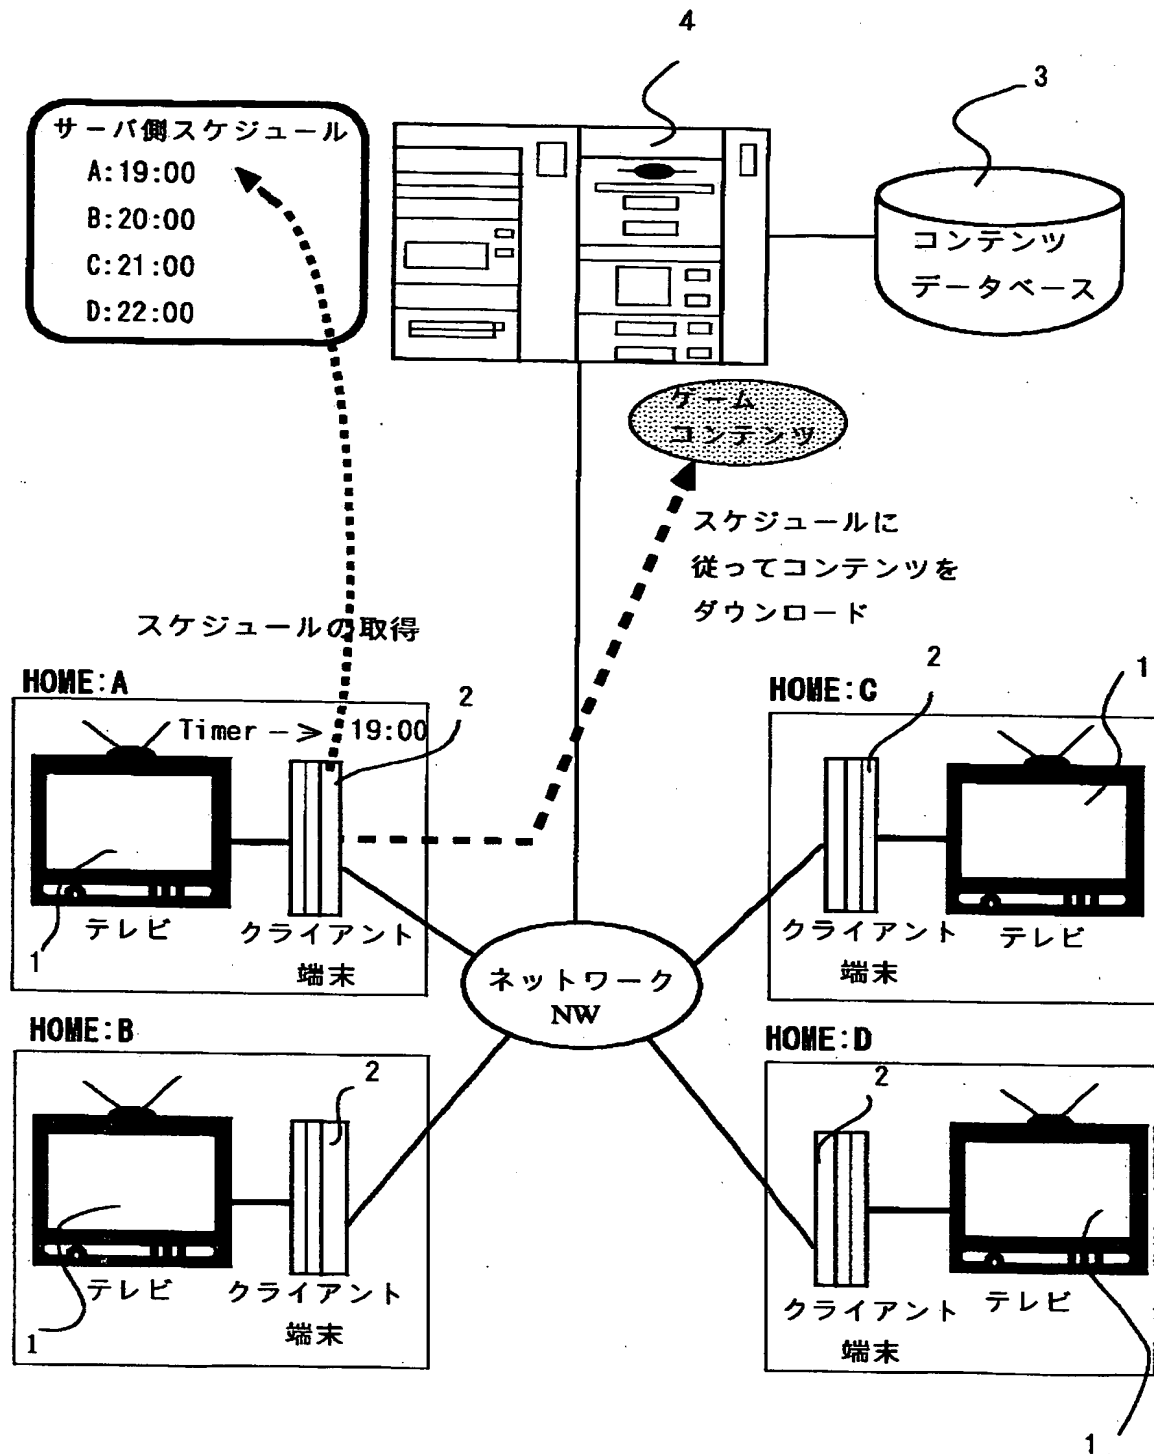 4
3
サーバ側スケジュール
A:19:00
B:20:00
C:21:00
D:22:00
コンテンツ
データベース
ゲーム
コンテンツ
スケジュールに
従ってコンテンツを
ダウンロード
スケジュールの取得
HOME:A
Timer −> 19:00
2
1
テレビ
クライアント
端末
HOME:C
2
1
クライアント
端末
テレビ
ネットワーク
NW
HOME:B
2
1
テレビ
クライアント
端末
HOME:D
2
クライアント
端末
テレビ
1